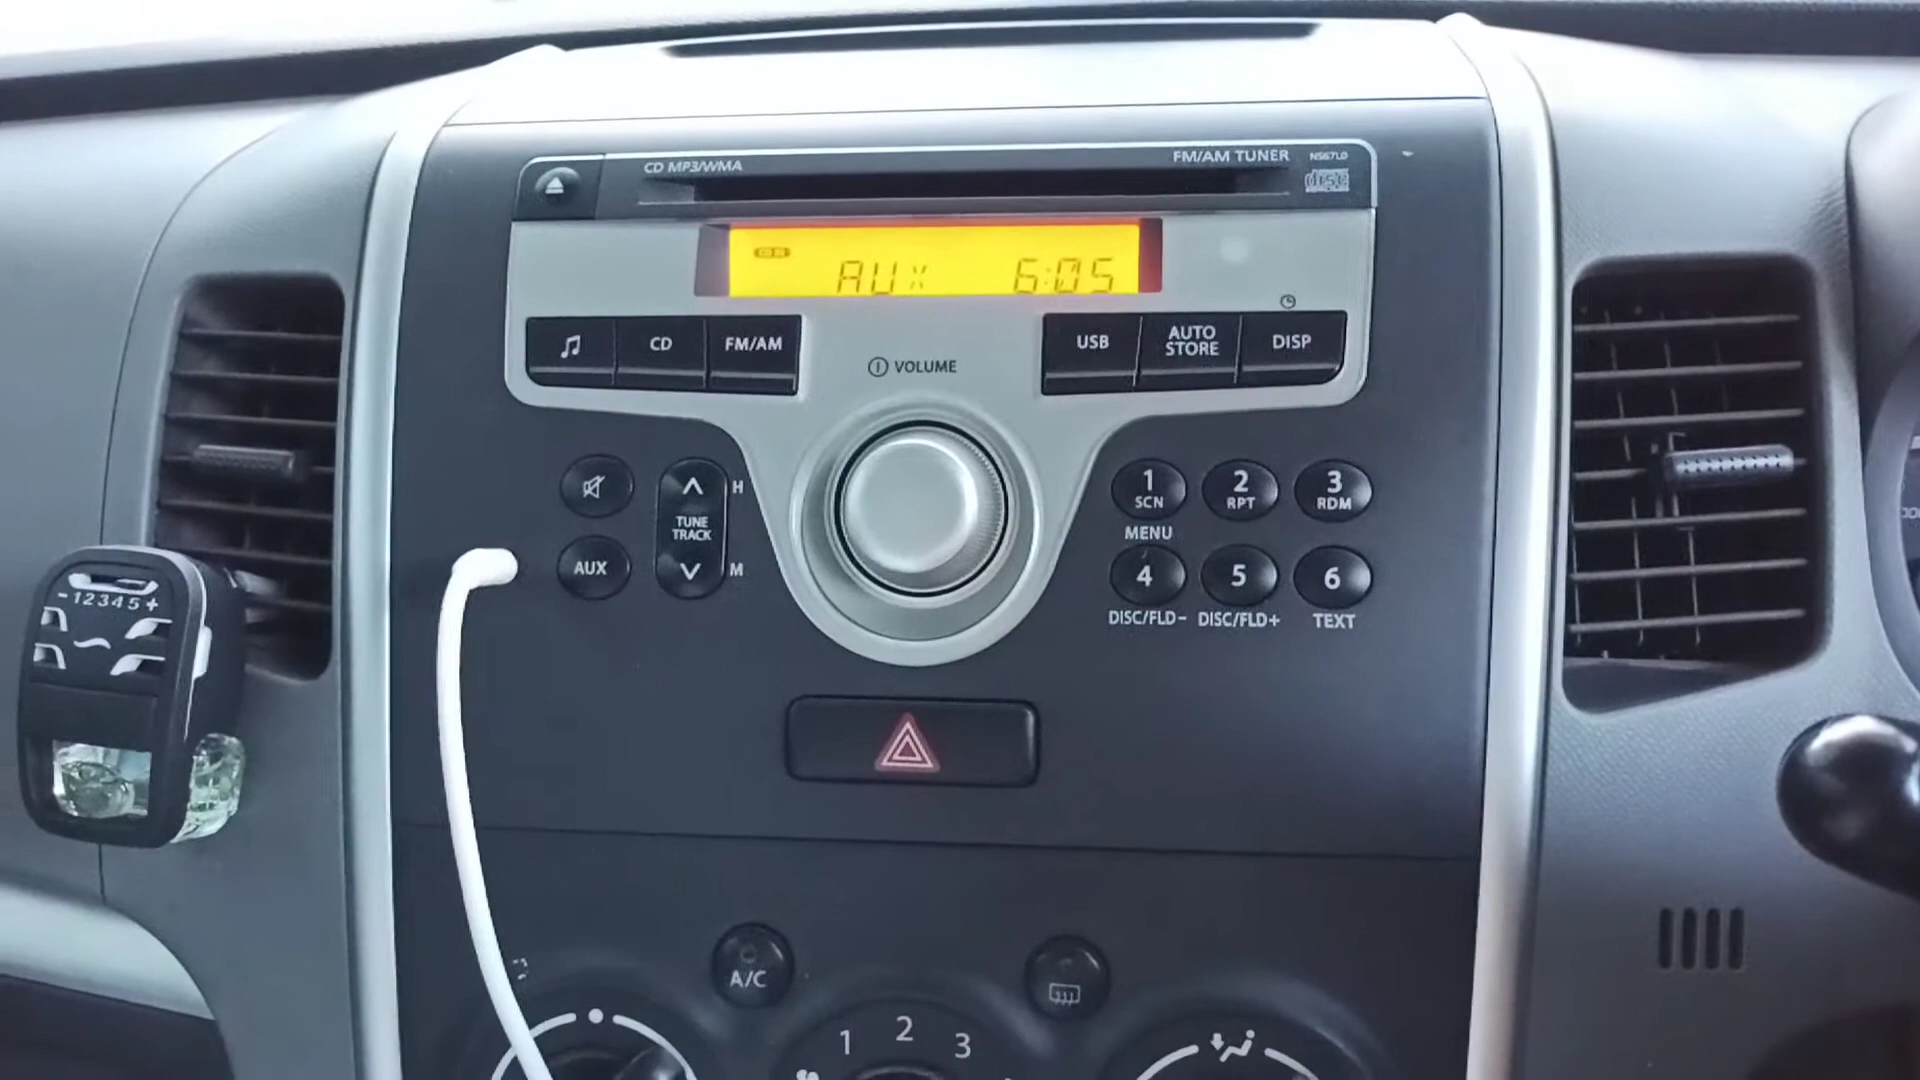 CD MP3/WMA
FM/AM TUNER
NS67L0
disc
AUX 6:05
CD
FM/AM
USB
AUTO
STORE
DISP
VOLUME
H
TUNE
TRACK
M
AUX
1
SCN
2
RPT
3
RDM
MENU
4
5
6
DISC/FLD-
DISC/FLD+
TEXT
-12345+
A/C
1 2 3